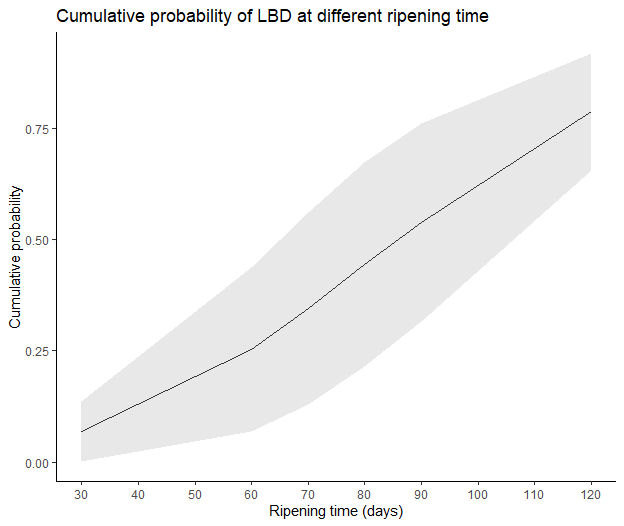 Cumulative probability of LBD at different ripening time
Cumulative probability
0.75
0.50
0.25
0.00
30 40 50 60 70 80 90 100 110 120
Ripening time (days)